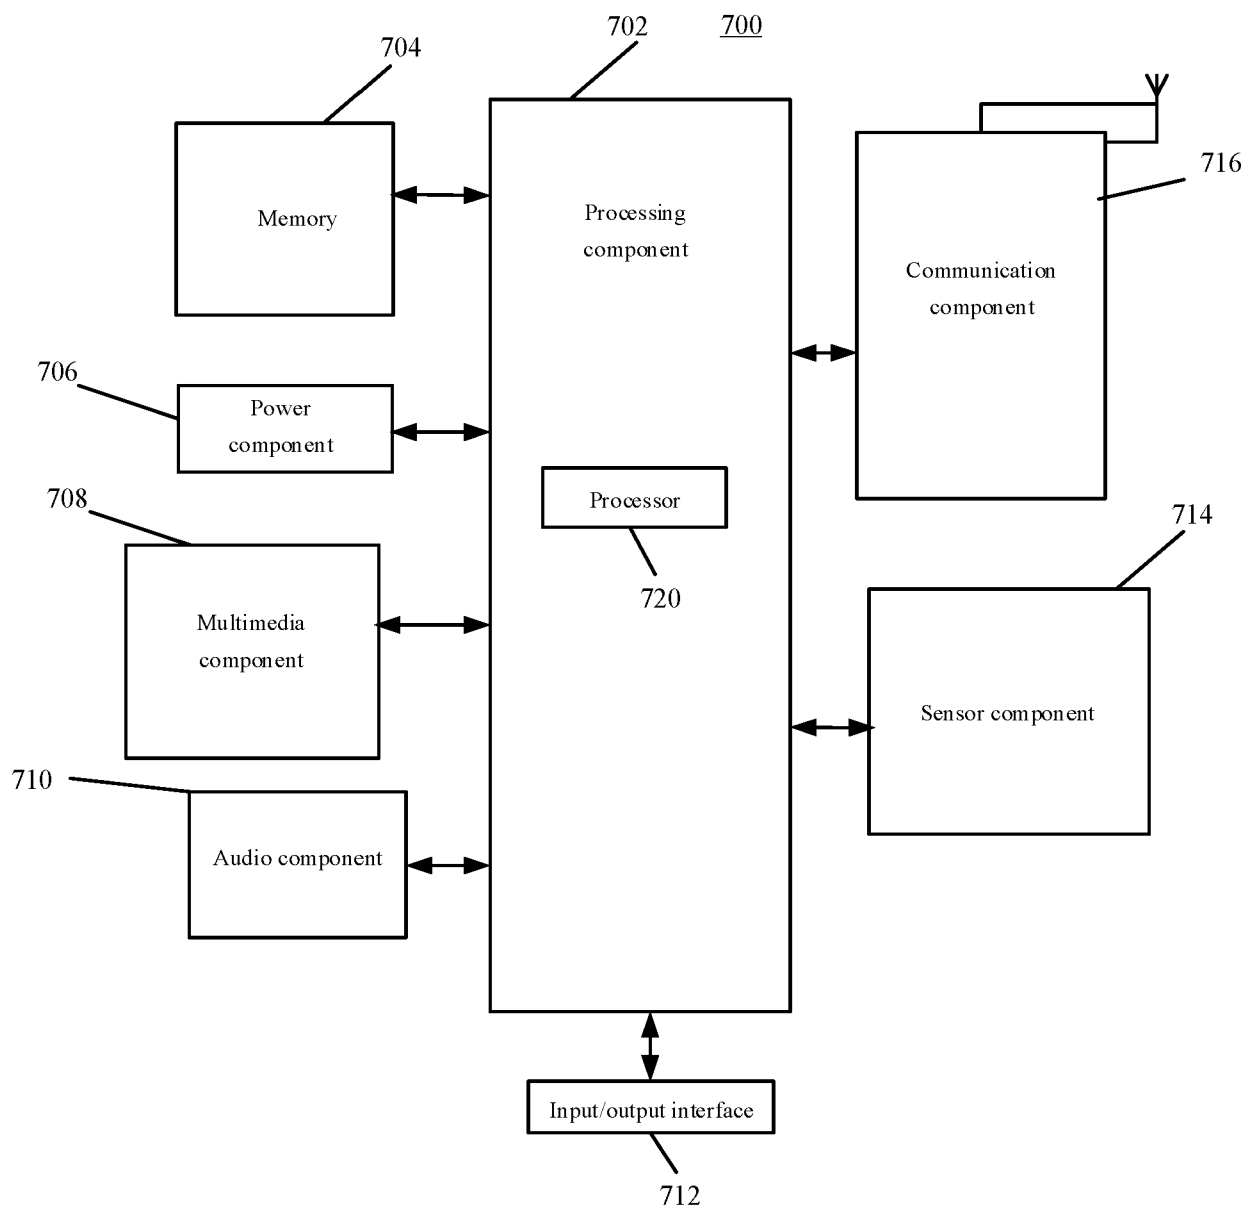 702
700
704
716
Memory
Processing
component
Communication
component
706
Power
component
708
Processor
714
720
Multimedia
component
Sensor component
710
Audio component
Input/output interface
712